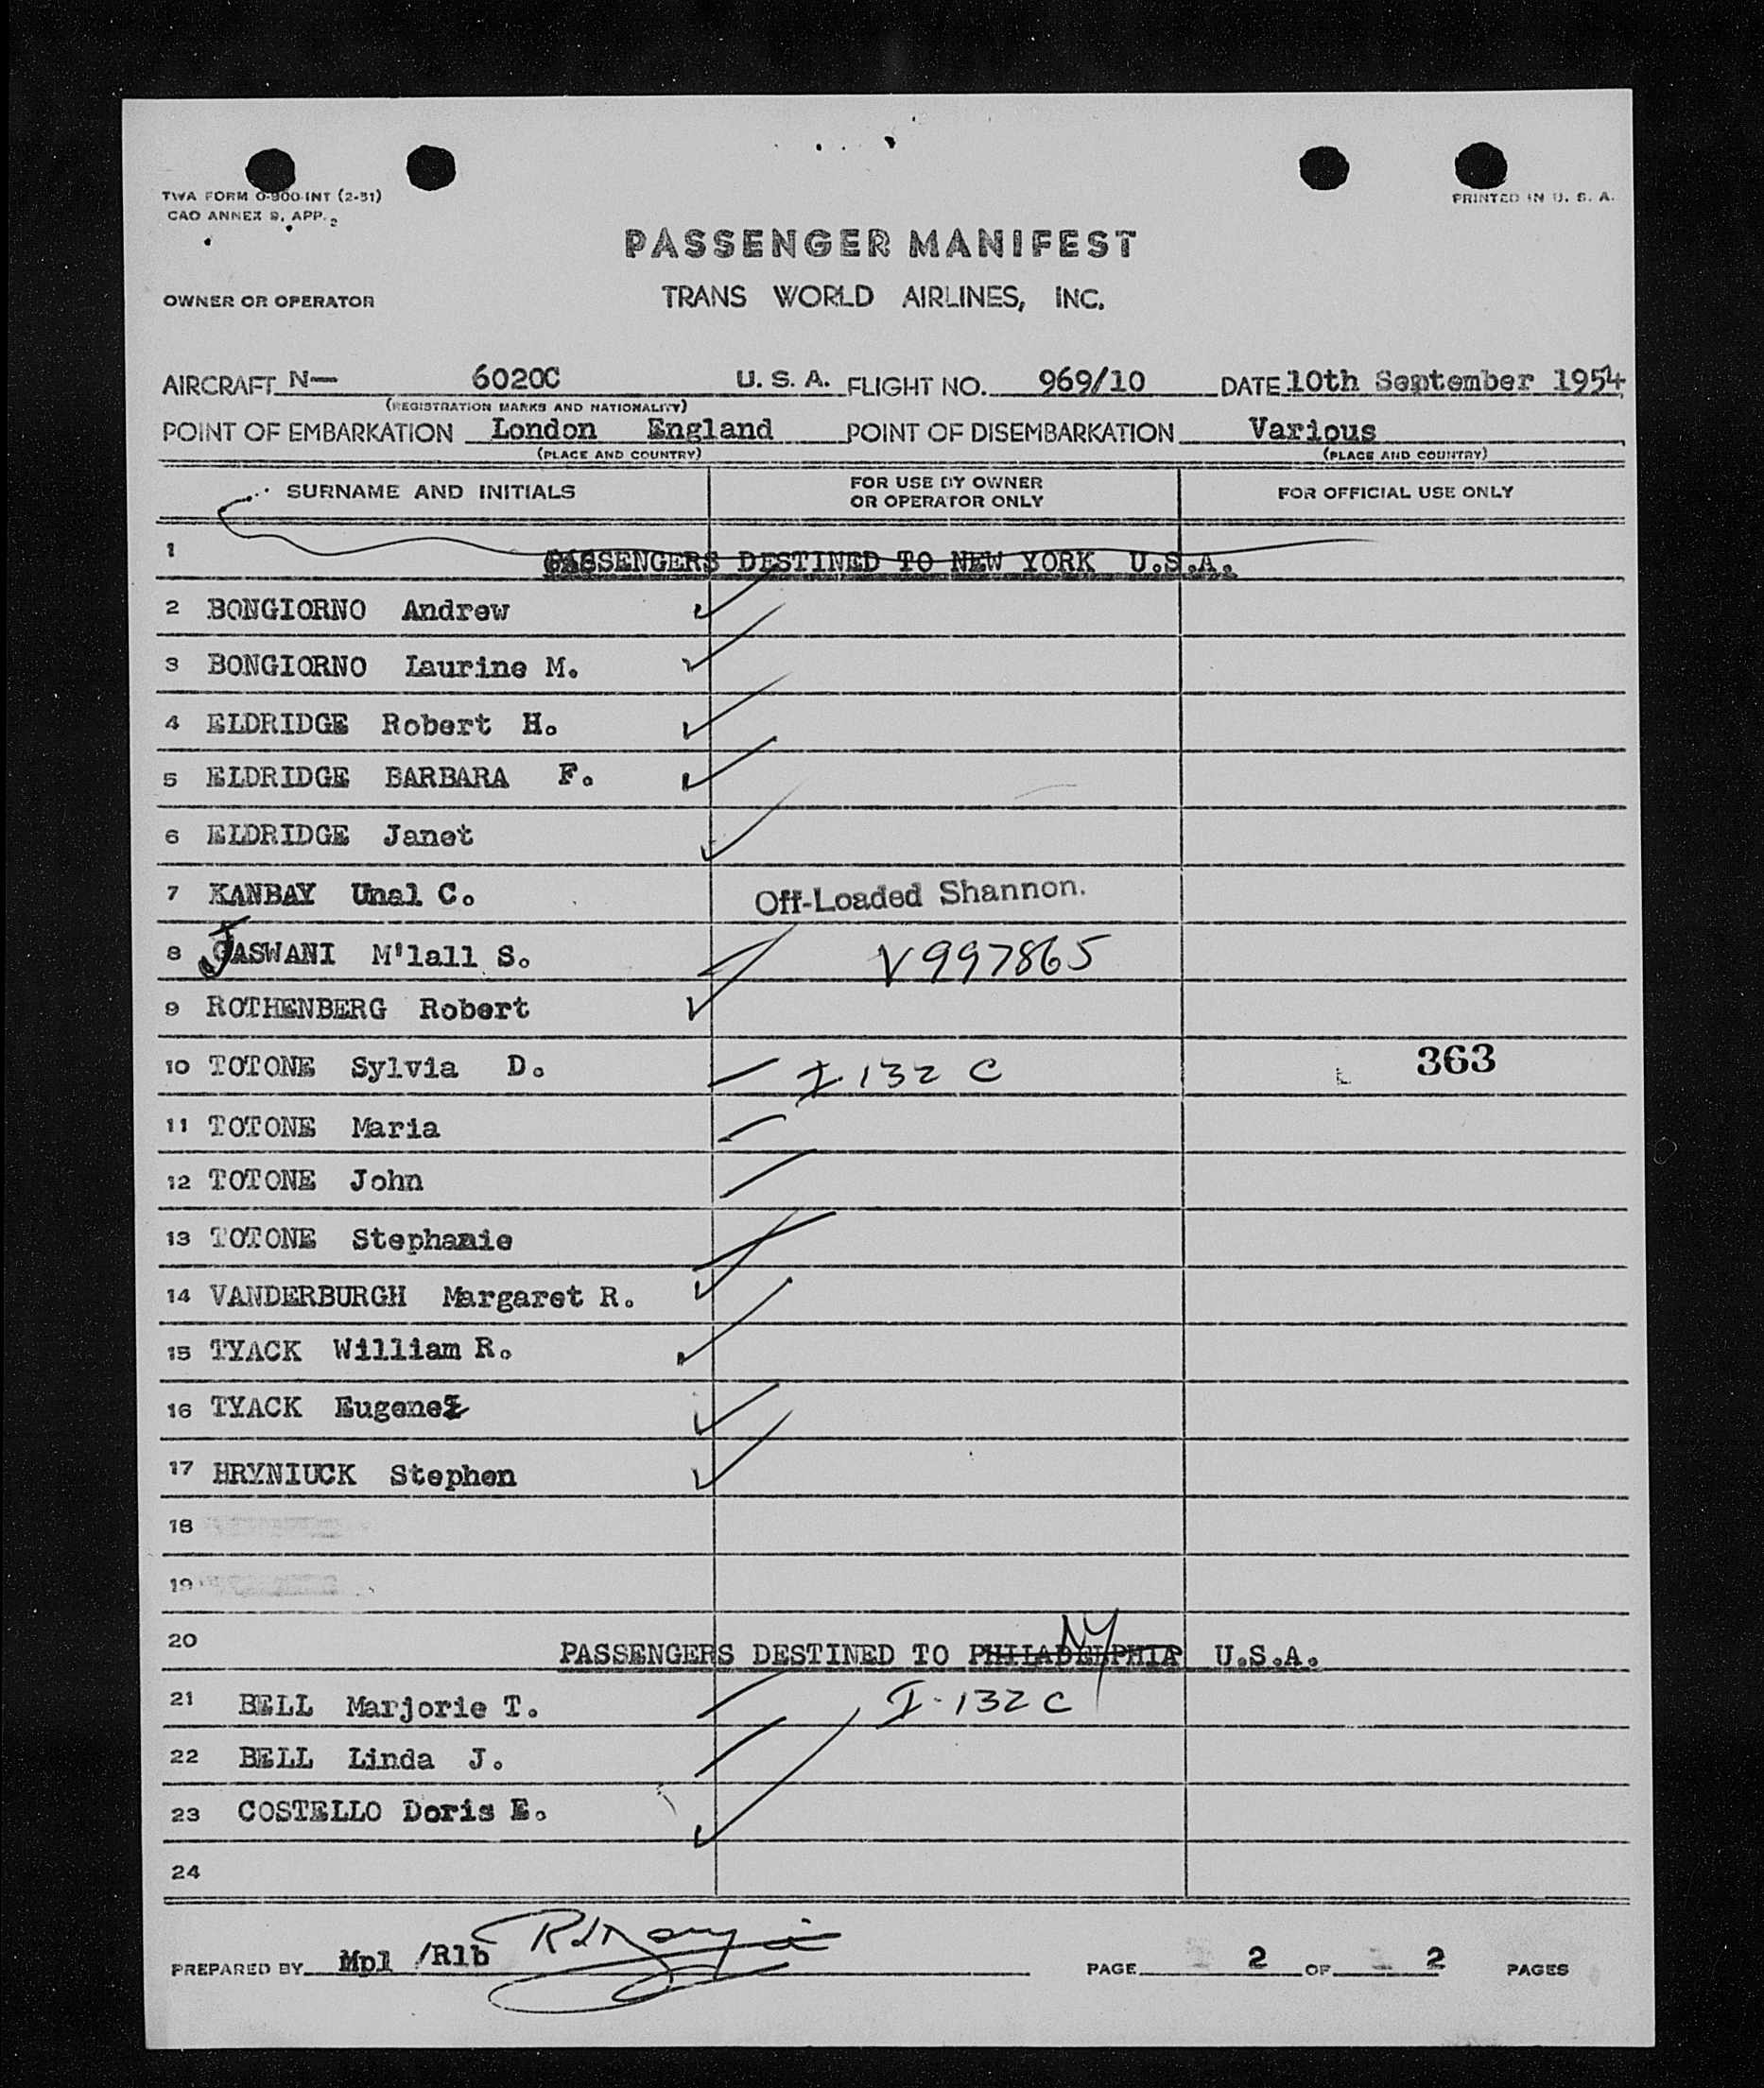 TWA FORM 0-900-INT (2-51)
PRINTED IN U. S. A.
CAO ANNEX 9, APP. 2
PASSENGER MANIFEST
OWNER OR OPERATOR TRANS WORLD AIRLINES, INC.
AIRCRAFT N— 6020C U. S. A. FLIGHT NO. 969/10 DATE 10th September 1954
(REGISTRATION MARKS AND NATIONALITY)
POINT OF EMBARKATION London England POINT OF DISEMBARKATION Various
(PLACE AND COUNTRY) (PLACE AND COUNTRY)
SURNAME AND INITIALS FOR USE BY OWNER OR OPERATOR ONLY FOR OFFICIAL USE ONLY
1 PASSENGERS DESTINED TO NEW YORK U.S.A.
2 BONGIORNO Andrew
3 BONGIORNO Laurine M.
4 ELDRIDGE Robert H.
5 ELDRIDGE BARBARA F.
6 ELDRIDGE Janet
7 KANBAY Unal C. Off-Loaded Shannon.
8 JASWANI M'lall S. V997865
9 ROTHENBERG Robert
10 TOTONE Sylvia D. I-132 C 363
11 TOTONE Maria
12 TOTONE John
13 TOTONE Stephanie
14 VANDERBURGH Margaret R.
15 TYACK William R.
16 TYACK Eugene
17 HRYNIUCK Stephen
18
19
20 PASSENGERS DESTINED TO PHILADELPHIA NY U.S.A.
21 BELL Marjorie T. I-132 C
22 BELL Linda J.
23 COSTELLO Doris E.
24
PREPARED BY Mpl /Rlb PAGE 2 OF 2 PAGES